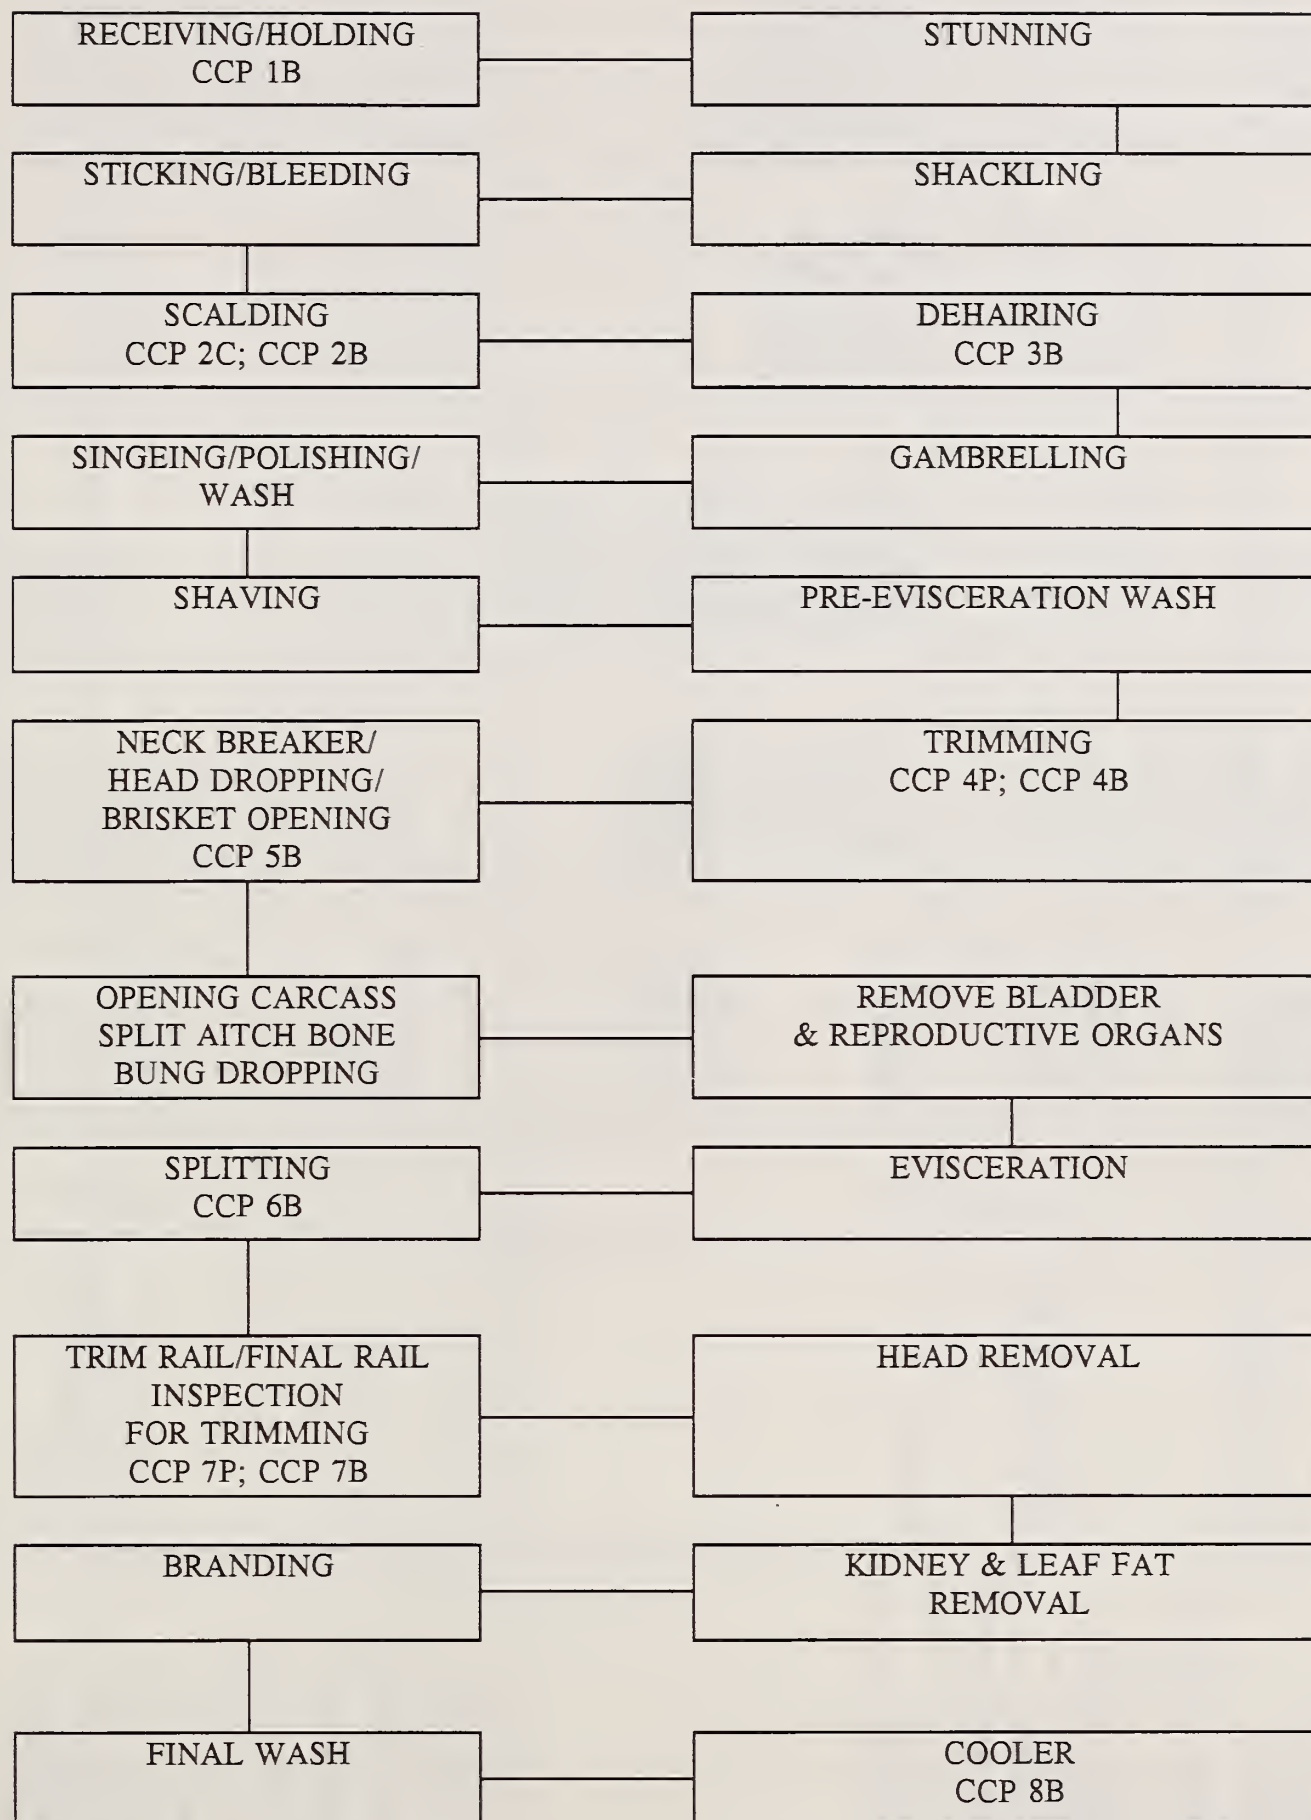 RECEIVING/HOLDING
CCP 1B
STUNNING
STICKING/BLEEDING
SHACKLING
SCALDING
CCP 2C; CCP 2B
DEHAIRING
CCP 3B
SINGEING/POLISHING/
WASH
GAMBRELLING
SHAVING
PRE-EVISCERATION WASH
NECK BREAKER/
HEAD DROPPING/
BRISKET OPENING
CCP 5B
TRIMMING
CCP 4P; CCP 4B
OPENING CARCASS
SPLIT AITCH BONE
BUNG DROPPING
REMOVE BLADDER
& REPRODUCTIVE ORGANS
SPLITTING
CCP 6B
EVISCERATION
TRIM RAIL/FINAL RAIL
INSPECTION
FOR TRIMMING
CCP 7P; CCP 7B
HEAD REMOVAL
BRANDING
KIDNEY & LEAF FAT
REMOVAL
FINAL WASH
COOLER
CCP 8B